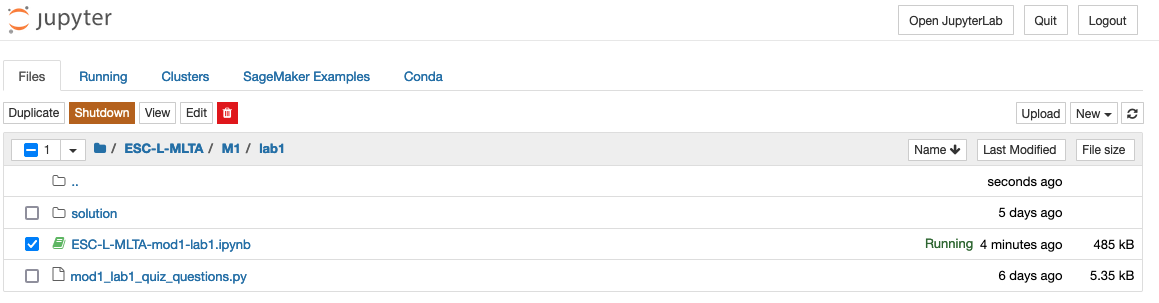 jupyter
Open JupyterLab Quit Logout
Files Running Clusters SageMaker Examples Conda
Duplicate Shutdown View Edit Upload New
1 / ESC-L-MLTA / M1 / lab1 Name Last Modified File size
.. seconds ago
solution 5 days ago
ESC-L-MLTA-mod1-lab1.ipynb Running 4 minutes ago 485 kB
mod1_lab1_quiz_questions.py 6 days ago 5.35 kB